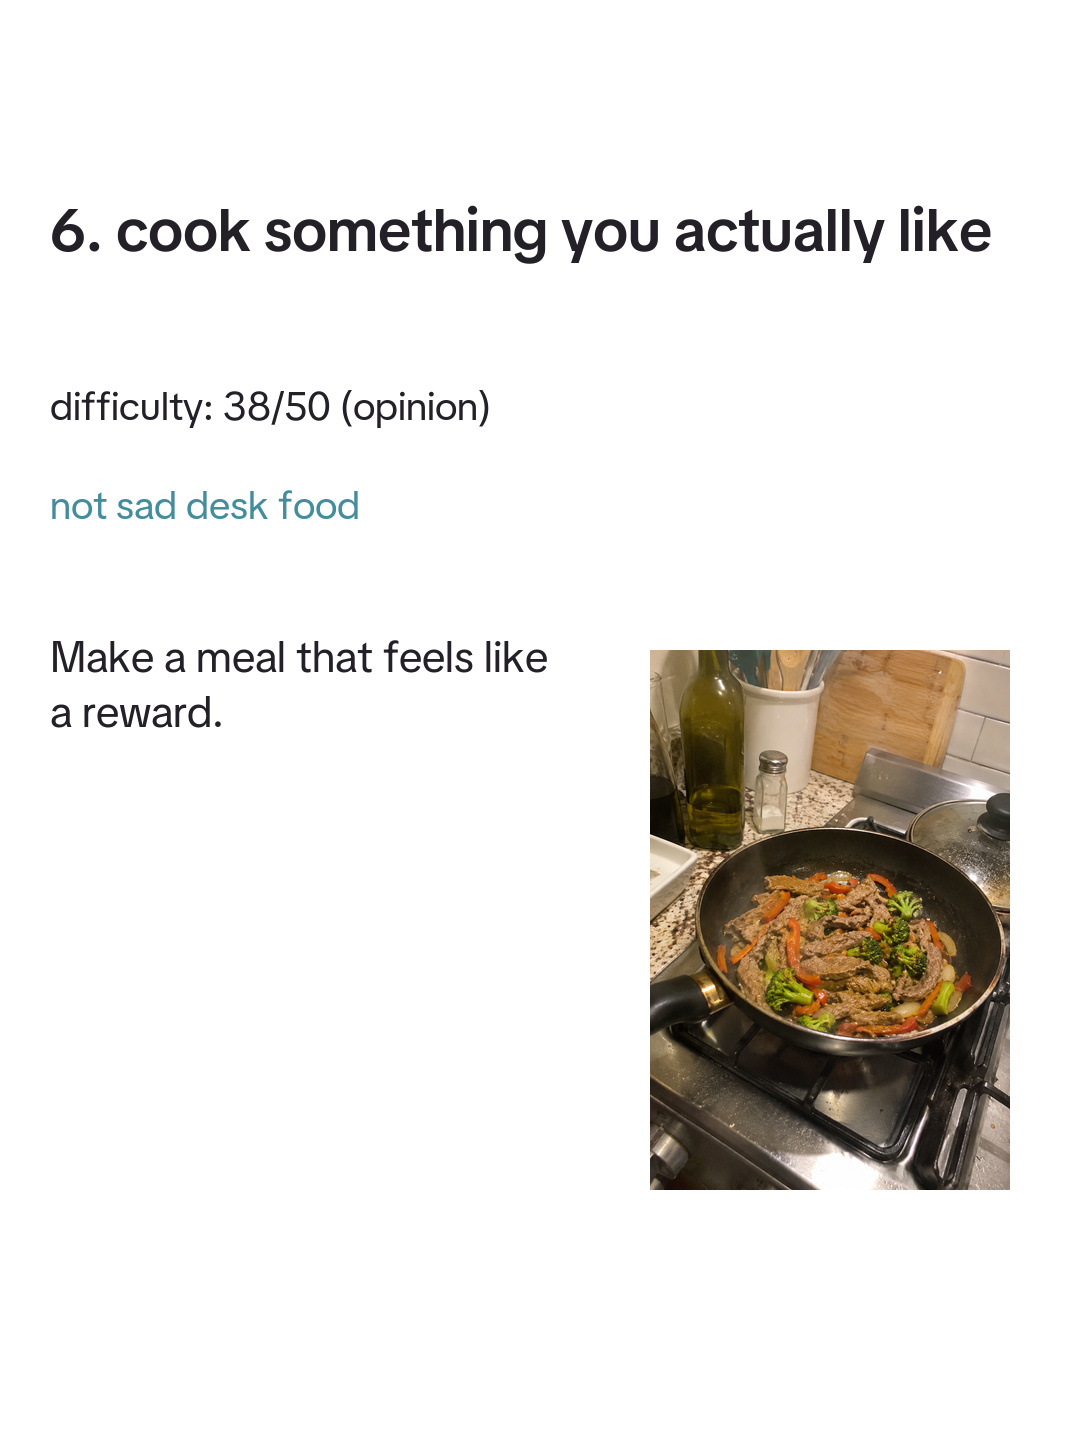 6. cook something you actually like
difficulty: 38/50 (opinion)
not sad desk food
Make a meal that feels like
a reward.